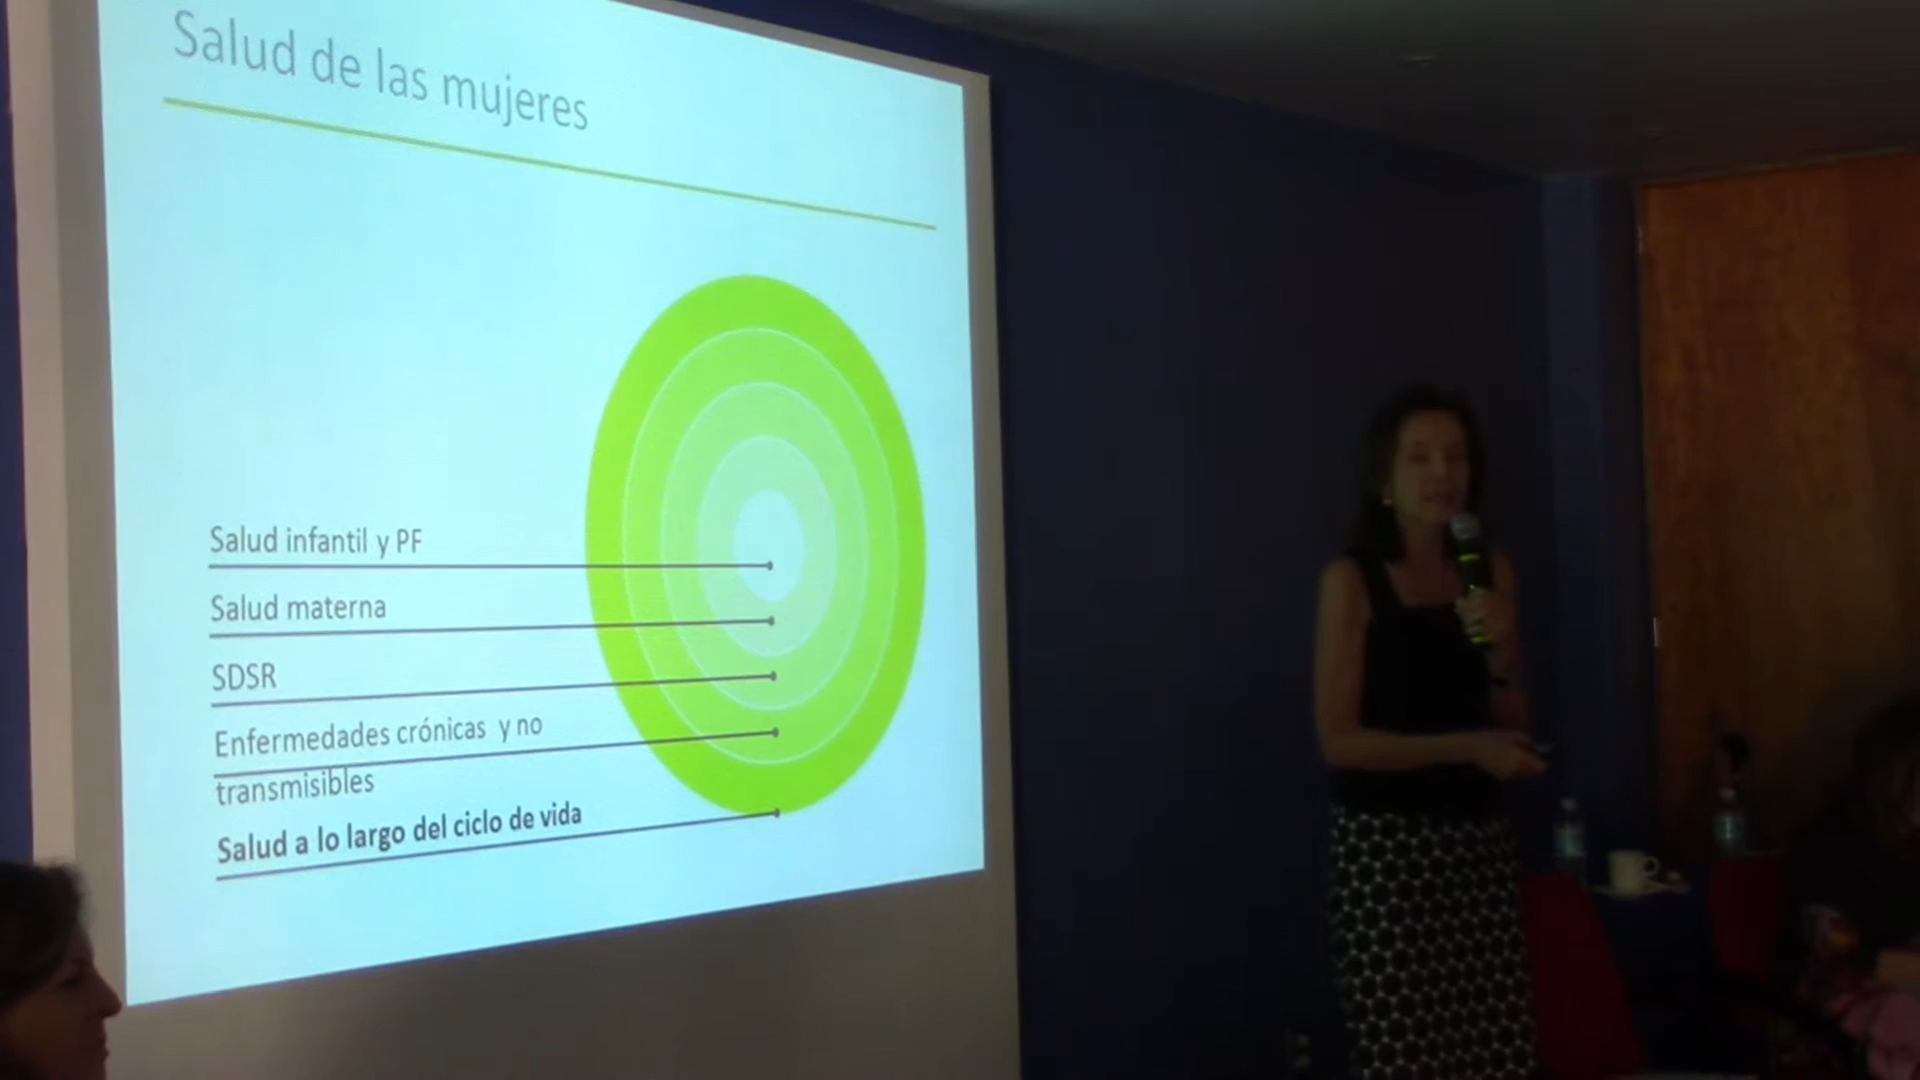 Salud de las mujeres
Salud infantil y PF
Salud materna
SDSR
Enfermedades crónicas y no
transmisibles
Salud a lo largo del ciclo de vida